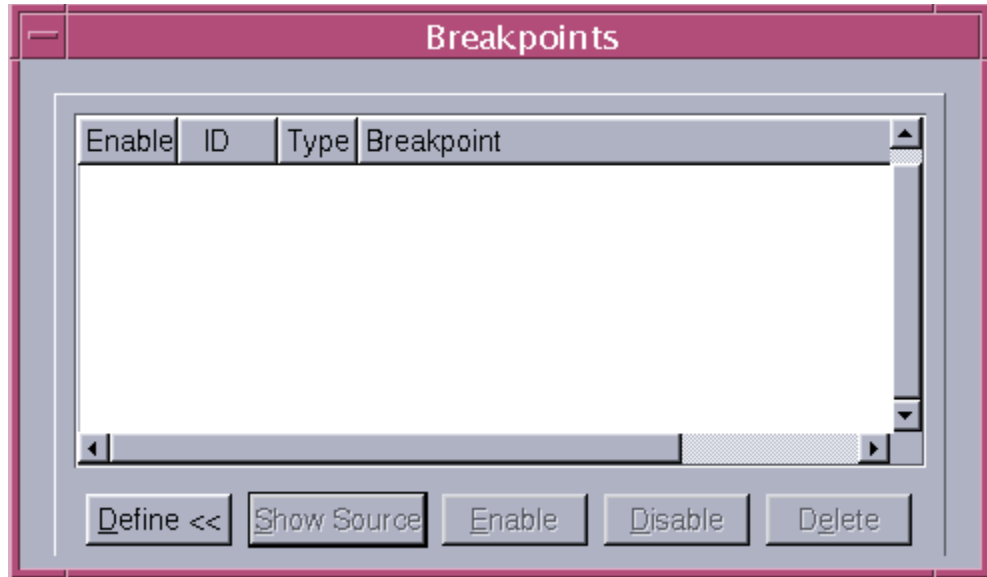 Breakpoints
Enable ID Type Breakpoint
Define << Show Source Enable Disable Delete